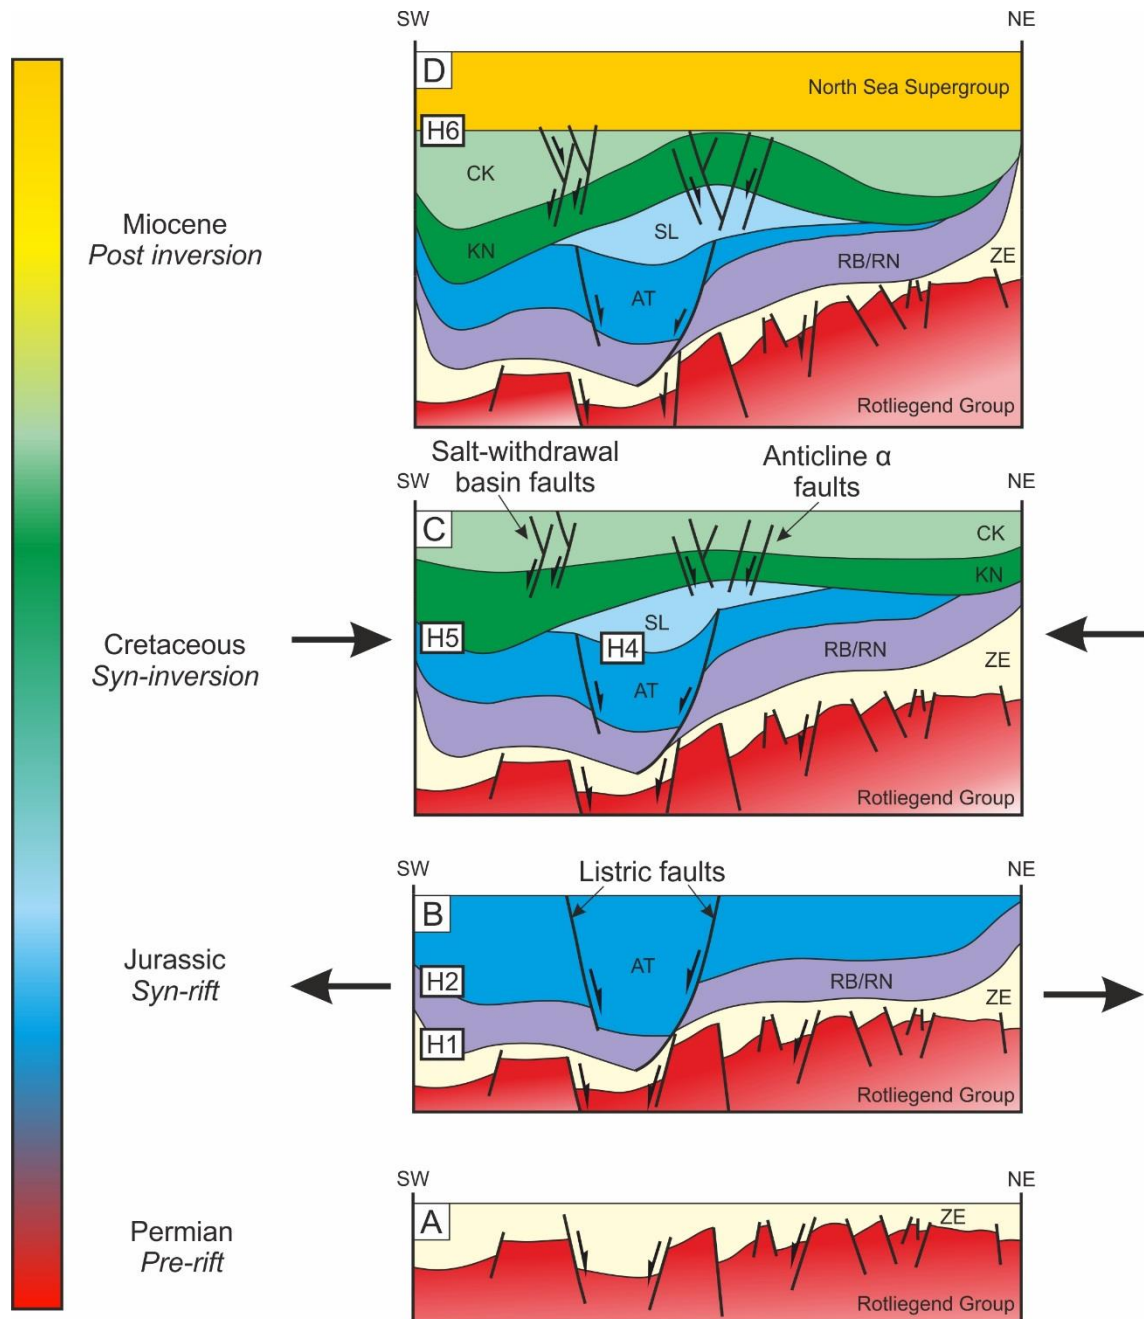 SW
NE
D
North Sea Supergroup
H6
CK
KN
SL
AT
RB/RN
ZE
Rotliegend Group
Miocene
Post inversion
Salt-withdrawal
basin faults
Anticline α
faults
SW
NE
C
CK
KN
H5
SL
H4
AT
RB/RN
ZE
Rotliegend Group
Cretaceous
Syn-inversion
SW
NE
Listric faults
B
AT
H2
RB/RN
ZE
H1
Rotliegend Group
Jurassic
Syn-rift
SW
NE
A
ZE
Rotliegend Group
Permian
Pre-rift